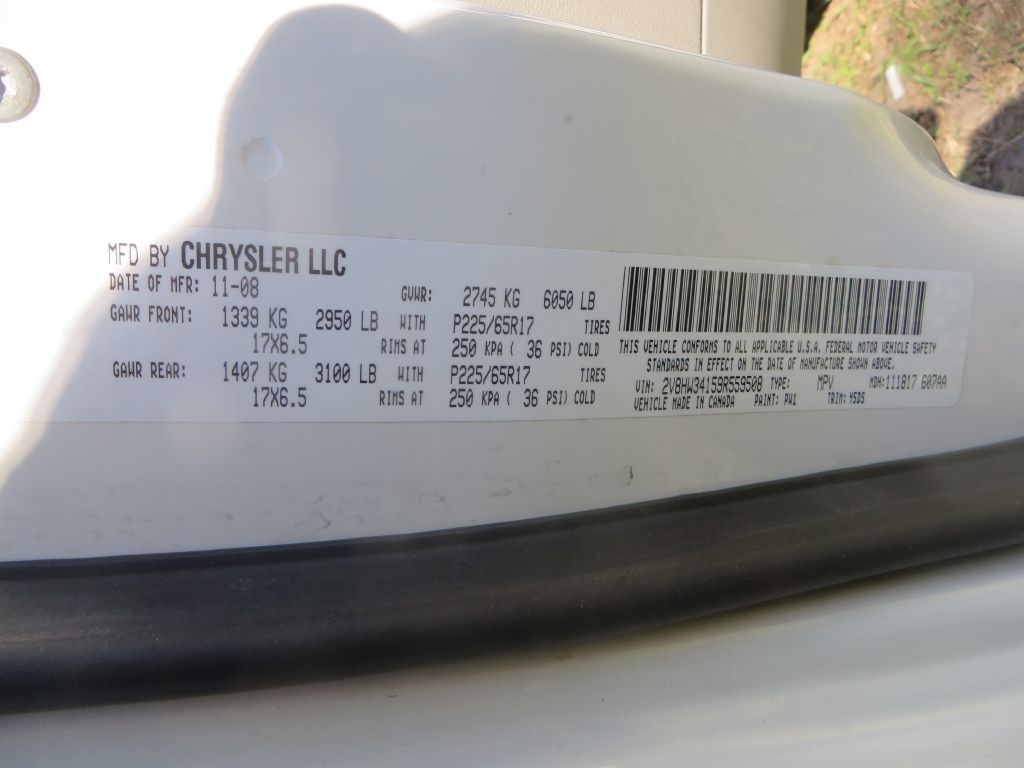 MFD BY CHRYSLER LLC
DATE OF MFR: 11-08 GVWR: 2745 KG 6050 LB
GAWR FRONT: 1339 KG 2950 LB WITH P225/65R17 TIRES
17X6.5 RIMS AT 250 KPA ( 36 PSI) COLD
GAWR REAR: 1407 KG 3100 LB WITH P225/65R17 TIRES
17X6.5 RIMS AT 250 KPA ( 36 PSI) COLD
THIS VEHICLE CONFORMS TO ALL APPLICABLE U.S.A. FEDERAL MOTOR VEHICLE SAFETY
STANDARDS IN EFFECT ON THE DATE OF MANUFACTURE SHOWN ABOVE.
VIN: 2V8HW34159R559508 TYPE: MPV MDH: 111817 607AA
VEHICLE MADE IN CANADA PAINT: PW1 TRIM: YSDS